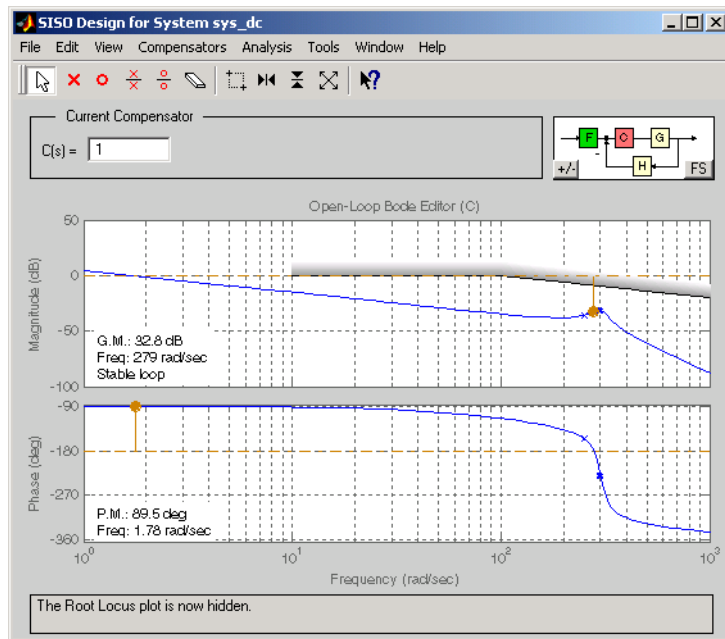 SISO Design for System sys_dc
File Edit View Compensators Analysis Tools Window Help
Current Compensator
C(s) = 1
F C G
H
+/- FS
Open-Loop Bode Editor (C)
50
0
-50
-100
Magnitude (dB)
G.M.: 32.8 dB
Freq: 279 rad/sec
Stable loop
-90
-180
-270
-360
Phase (deg)
P.M.: 89.5 deg
Freq: 1.78 rad/sec
10^0 10^1 10^2 10^3
Frequency (rad/sec)
The Root Locus plot is now hidden.